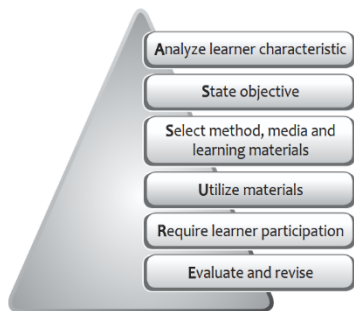 Analyze learner characteristic
State objective
Select method, media and
learning materials
Utilize materials
Require learner participation
Evaluate and revise